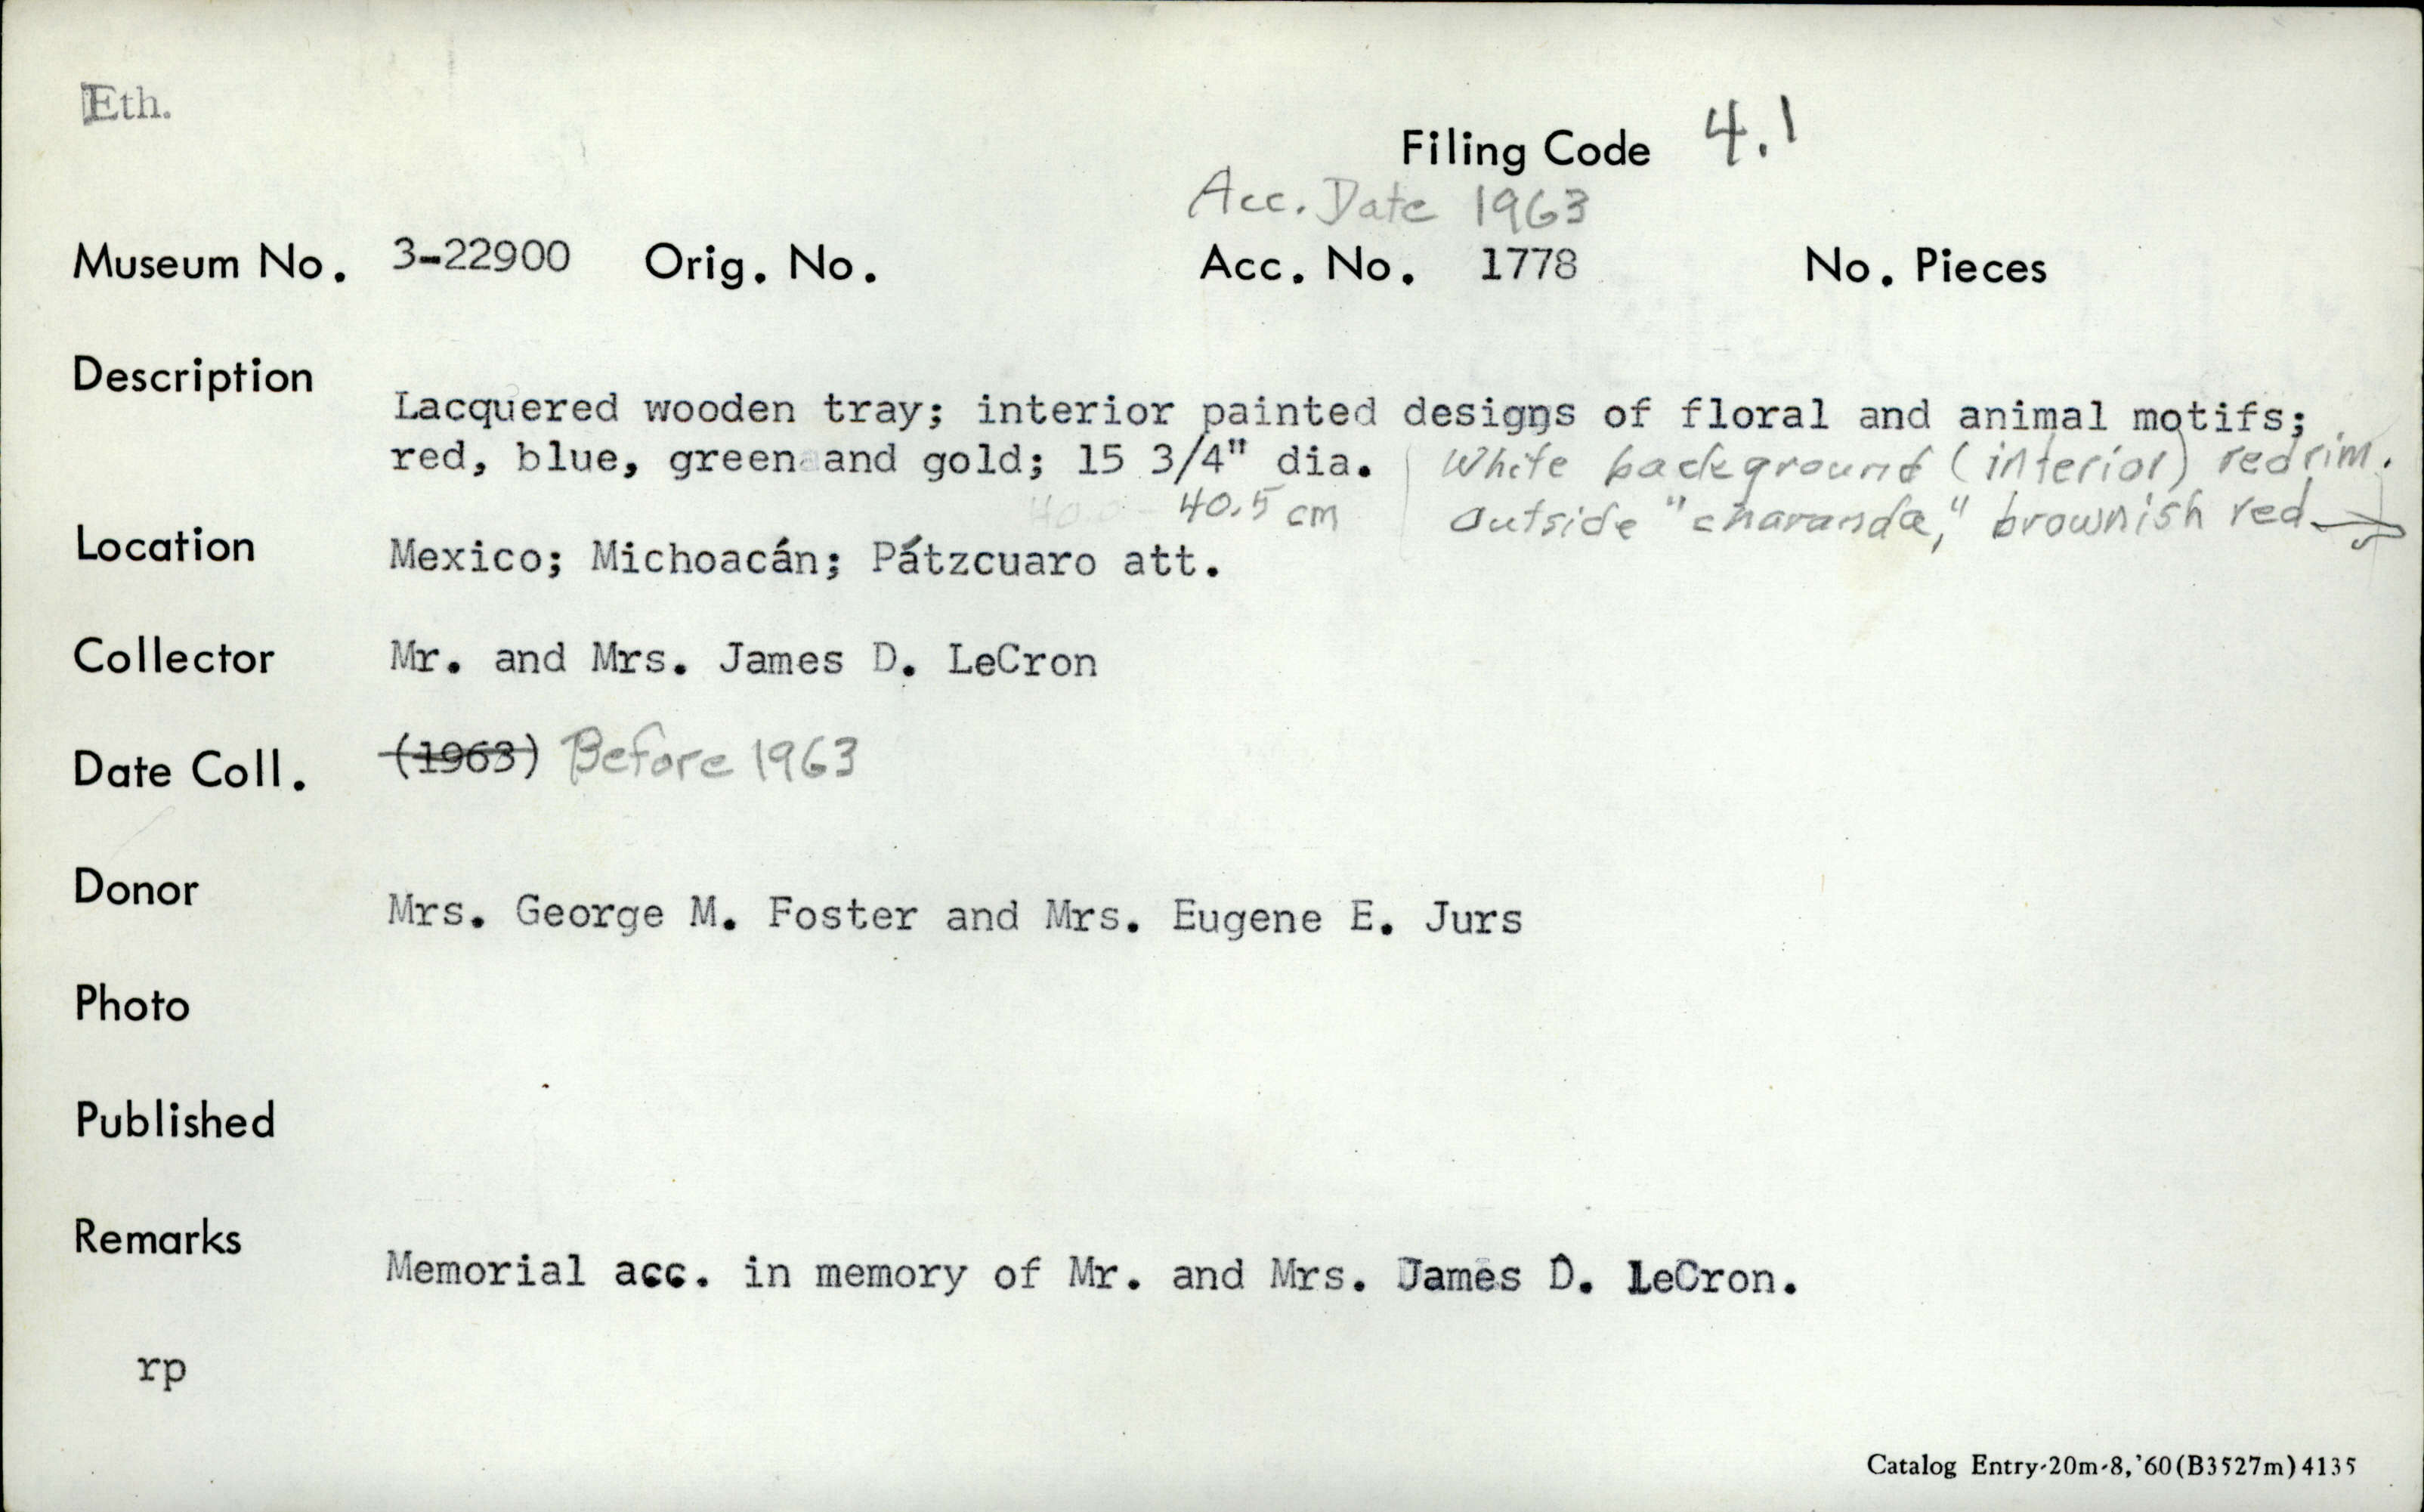 Eth.
Filing Code 4.1
Acc. Date 1963
Museum No. 3-22900 Orig. No. Acc. No. 1778 No. Pieces
Description
Lacquered wooden tray; interior painted designs of floral and animal motifs;
red, blue, green and gold; 15 3/4" dia. White background (interior) red rim.
40.5 cm outside "charanda," brownish red →
Location Mexico; Michoacán; Pátzcuaro att.
Collector Mr. and Mrs. James D. LeCron
Date Coll. (1963) Before 1963
Donor Mrs. George M. Foster and Mrs. Eugene E. Jurs
Photo
Published
Remarks
Memorial acc. in memory of Mr. and Mrs. James D. LeCron.
rp
Catalog Entry-20m-8,'60(B3527m)4135